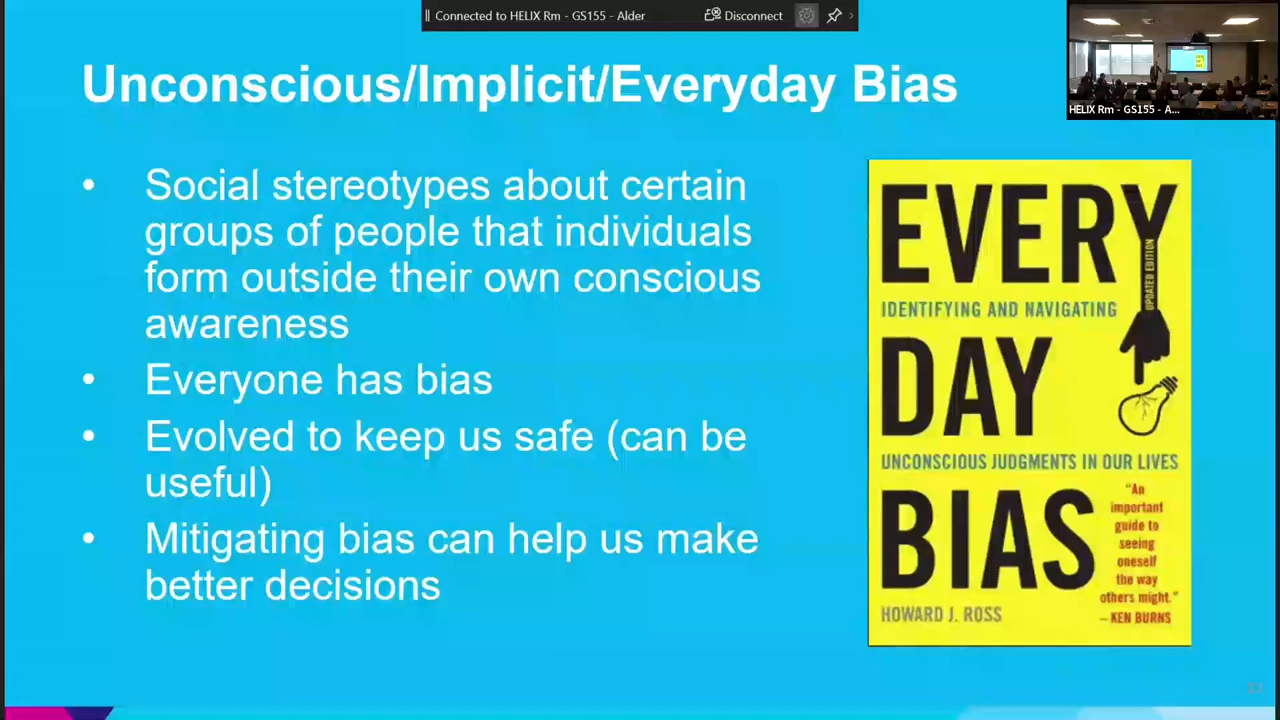 Connected to HELIX Rm - GS155 - Alder
Disconnect
HELIX Rm - GS155 - A...
Unconscious/Implicit/Everyday Bias
• Social stereotypes about certain
groups of people that individuals
form outside their own conscious
awareness
• Everyone has bias
• Evolved to keep us safe (can be
useful)
• Mitigating bias can help us make
better decisions
EVERY
UPDATED EDITION
IDENTIFYING AND NAVIGATING
DAY
UNCONSCIOUS JUDGMENTS IN OUR LIVES
BIAS
"An
important
guide to
seeing
oneself
the way
others might."
– KEN BURNS
HOWARD J. ROSS